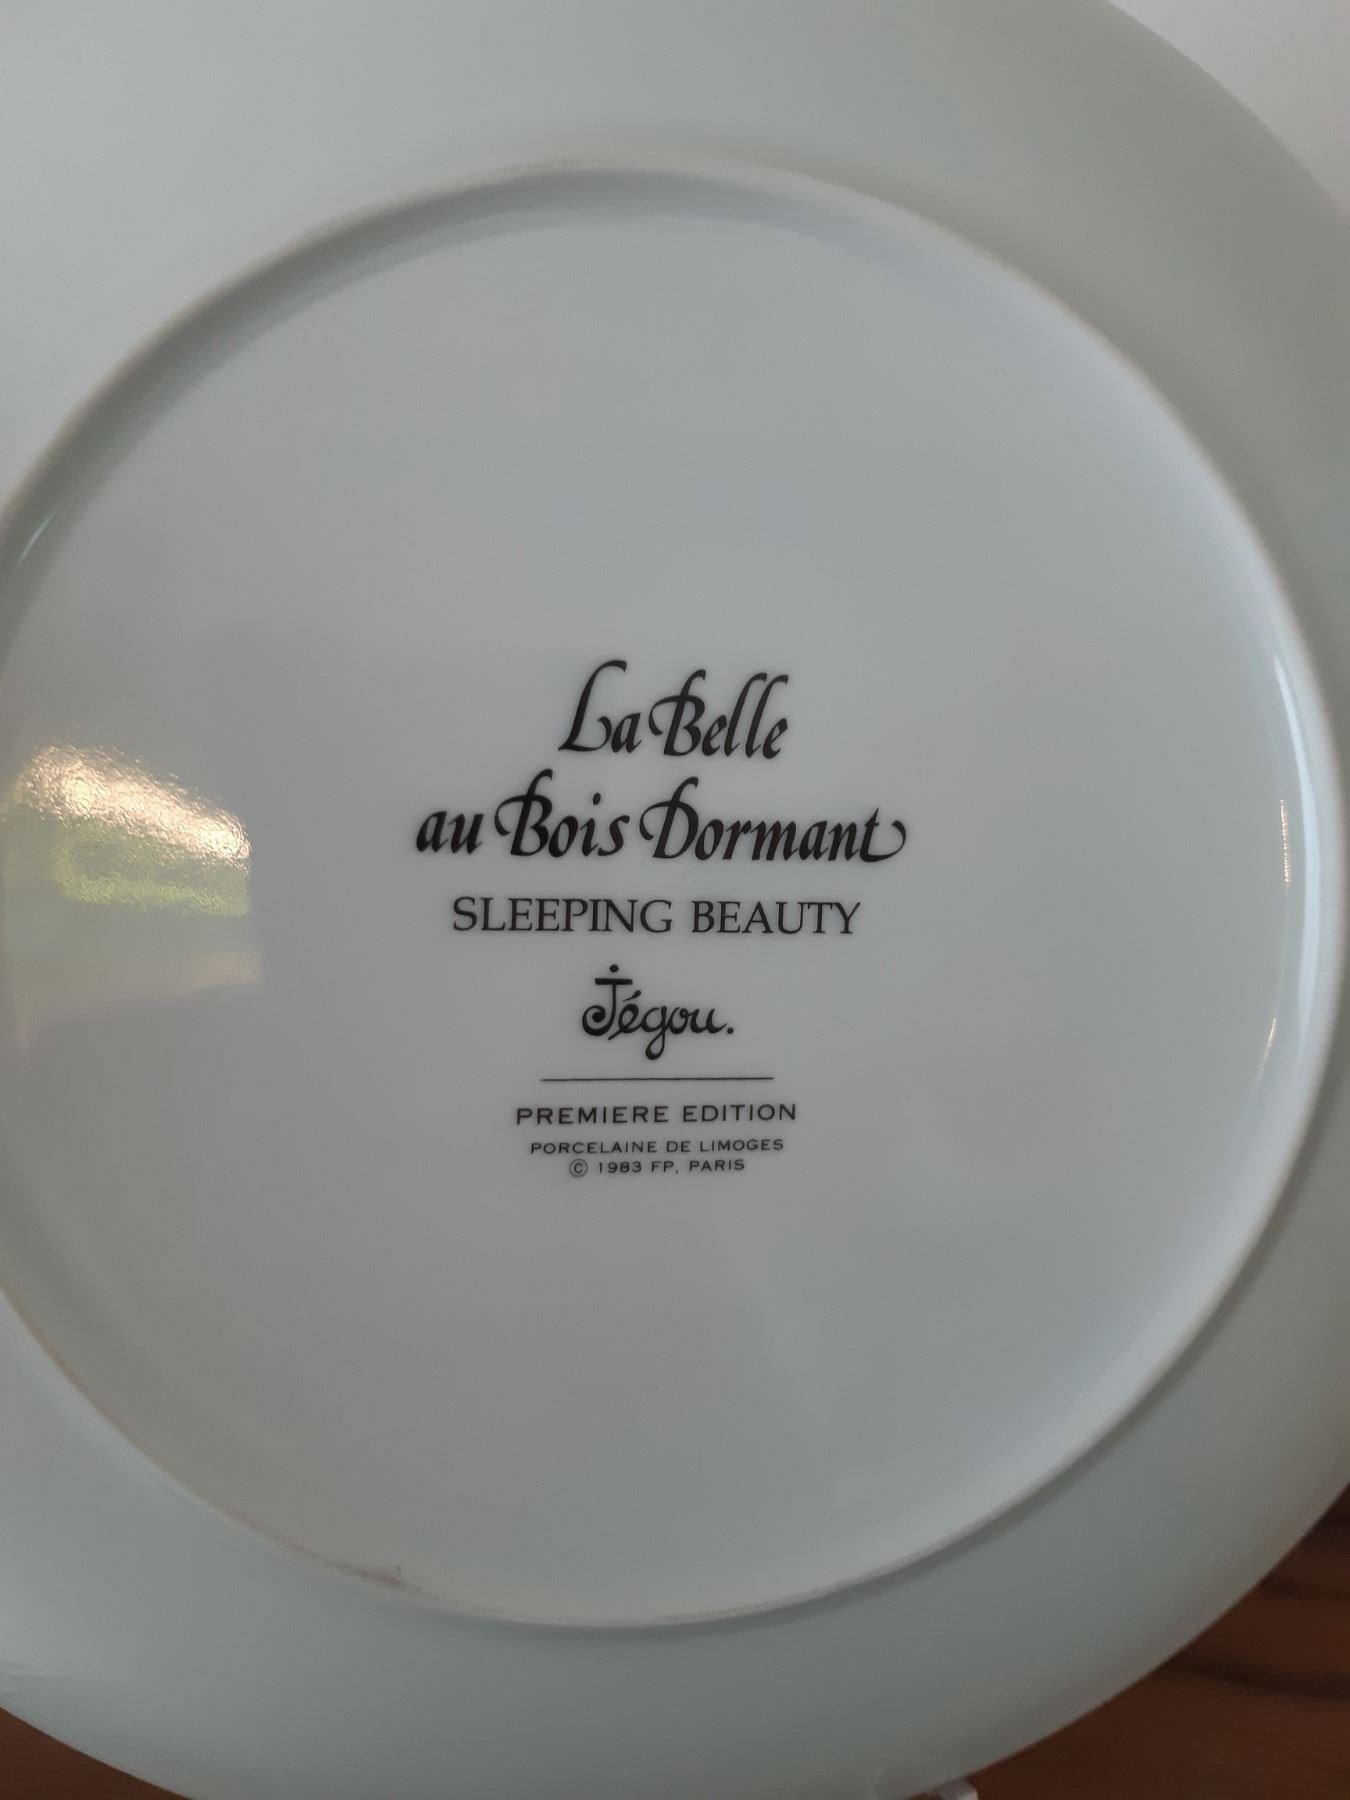 La Belle
au Bois Dormant
SLEEPING BEAUTY
Jégou.
PREMIERE EDITION
PORCELAINE DE LIMOGES
© 1983 FP, PARIS